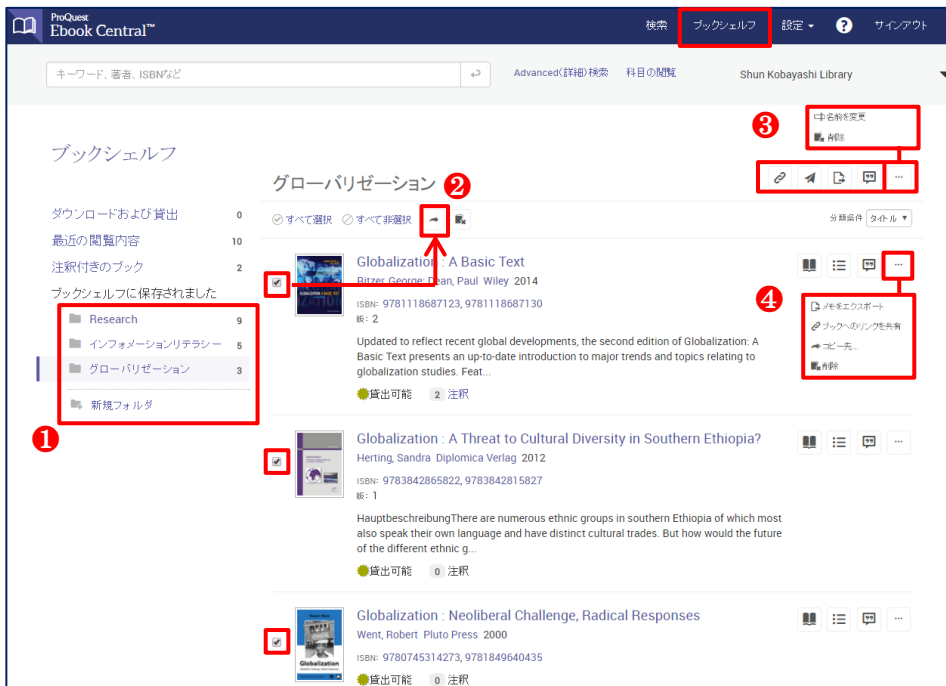 ProQuest
Ebook Central™
検索 ブックシェルフ 設定 ? サインアウト
キーワード、著者、ISBNなど
Advanced(詳細)検索 科目の閲覧
Shun Kobayashi Library
❸
名前を変更
削除
ブックシェルフ
グローバリゼーション
❷
ダウンロードおよび貸出 0
最近の閲覧内容 10
注釈付きのブック 2
ブックシェルフに保存されました
Research 9
インフォメーションリテラシー 5
グローバリゼーション 3
新規フォルダ
❶
すべて選択 すべて非選択
分類条件 タイトル
Globalization : A Basic Text
Ritzer, George; Dean, Paul Wiley 2014
ISBN: 9781118687123, 9781118687130
版: 2
Updated to reflect recent global developments, the second edition of Globalization: A
Basic Text presents an up-to-date introduction to major trends and topics relating to
globalization studies. Feat...
貸出可能 2 注釈
❹
メモをエクスポート
ブックへのリンクを共有
コピー先...
削除
Globalization : A Threat to Cultural Diversity in Southern Ethiopia?
Herting, Sandra Diplomica Verlag 2012
ISBN: 9783842865822, 9783842815827
版: 1
HauptbeschreibungThere are numerous ethnic groups in southern Ethiopia of which most
also speak their own language and have distinct cultural trades. But how would the future
of the different ethnic g...
貸出可能 0 注釈
Globalization : Neoliberal Challenge, Radical Responses
Went, Robert Pluto Press 2000
ISBN: 9780745314273, 9781849640435
貸出可能 0 注釈
Globalization